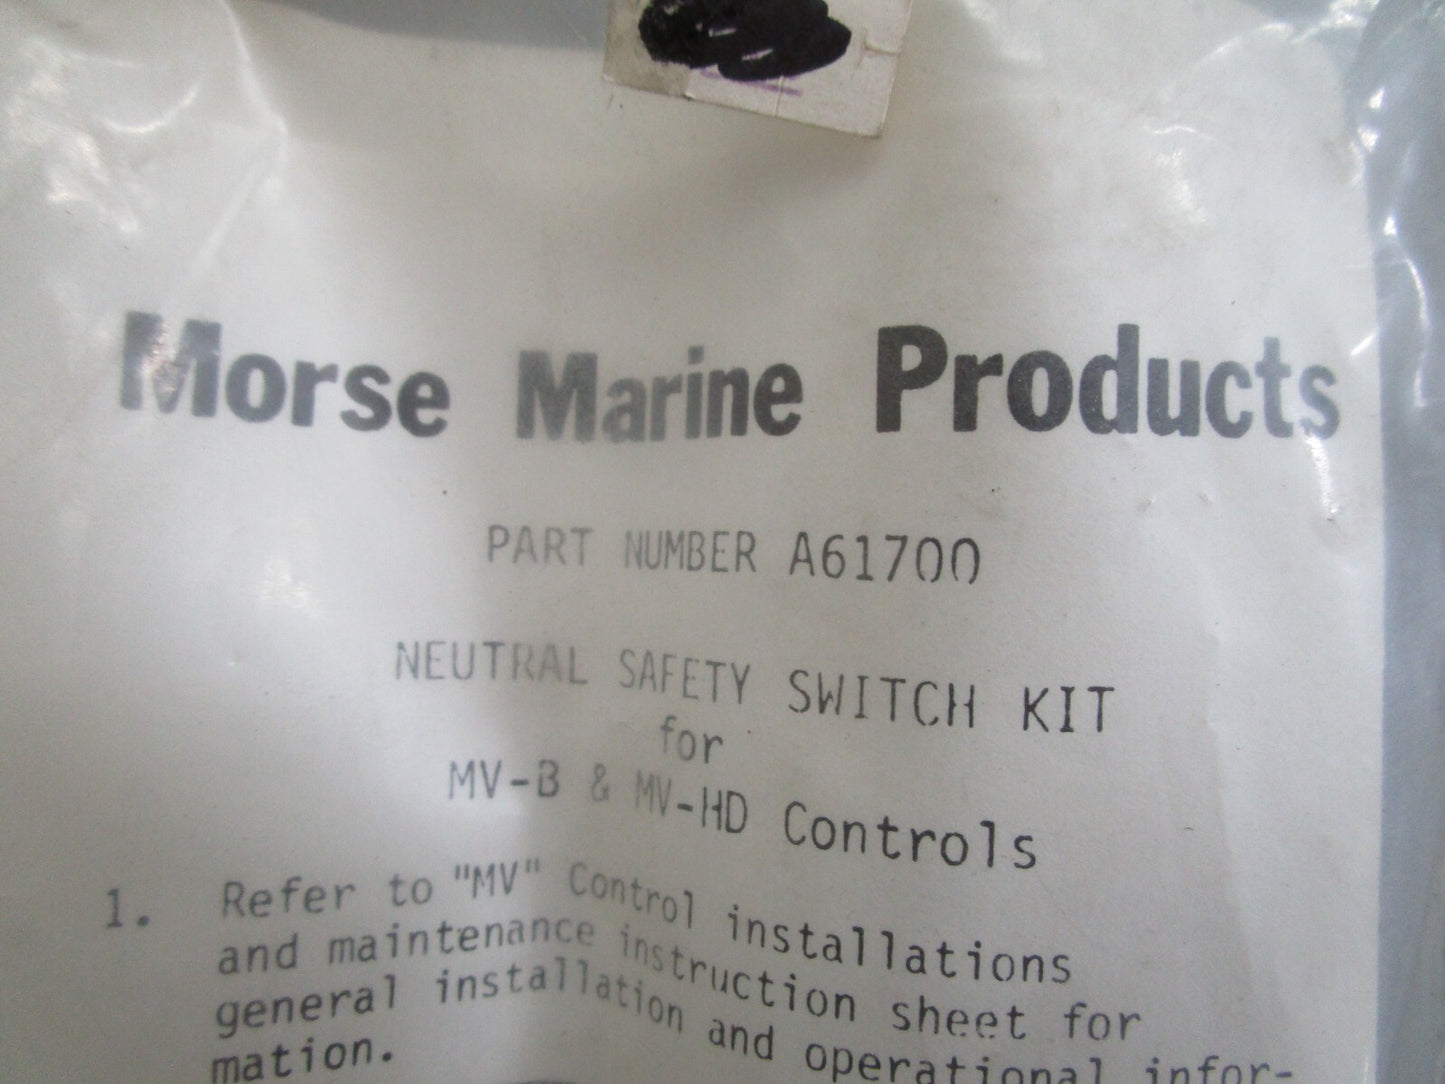 Morse Marine Products
PART NUMBER A61700
NEUTRAL SAFETY SWITCH KIT
for
MV-B & MV-HD Controls
1. Refer to "MV" Control installations
and maintenance instruction sheet for
general installation and operational infor-
mation.